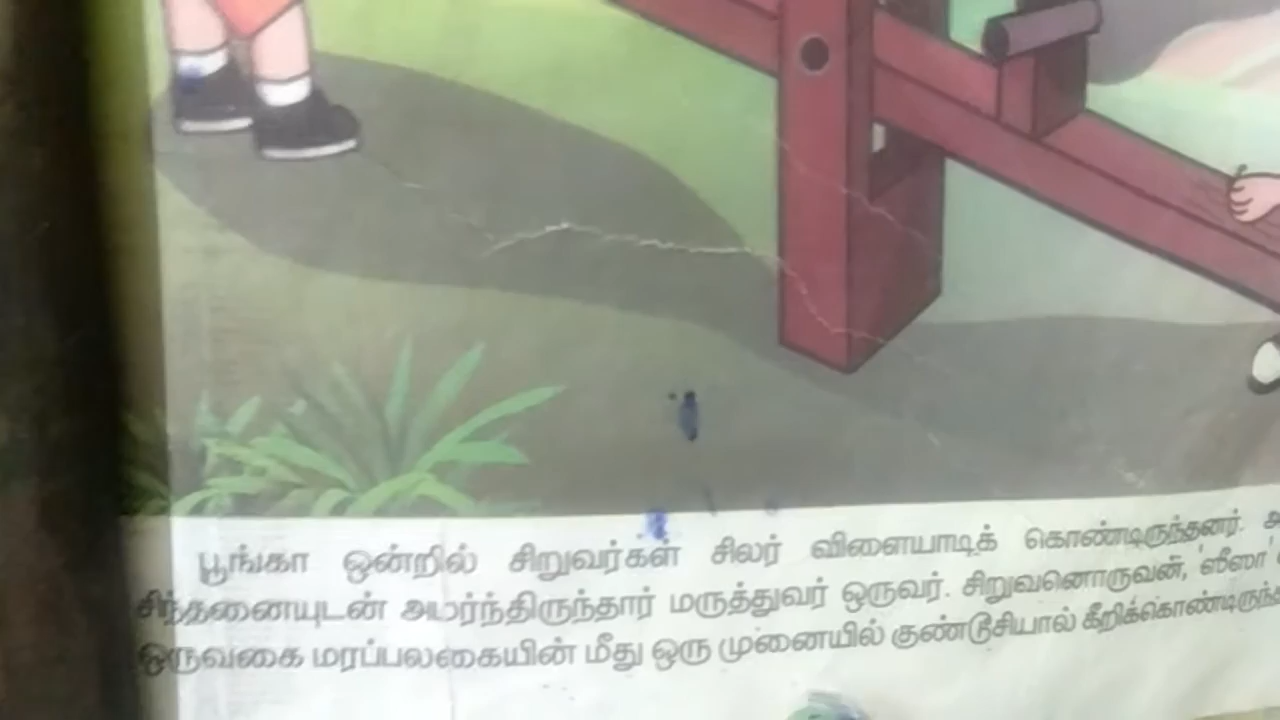 பூங்கா ஒன்றில் சிறுவர்கள் சிலர் விளையாடிக் கொண்டிருந்தனர்.
சிந்தனையுடன் அமர்ந்திருந்தார் மருத்துவர் ஒருவர். சிறுவனொருவன், 'ஸீஸா'
ஒருவகை மரப்பலகையின் மீது ஒரு முனையில் குண்டூசியால்